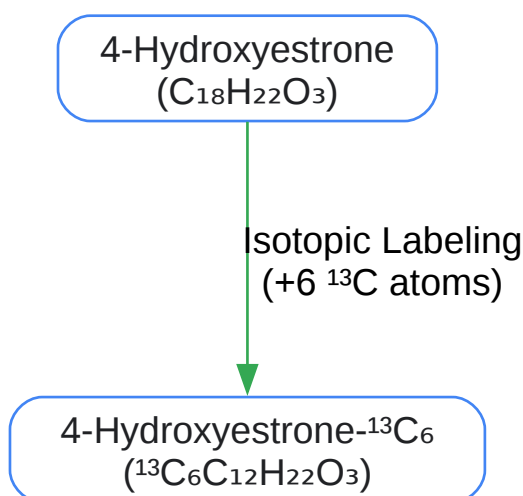 4-Hydroxyestrone
(C₁₈H₂₂O₃)
Isotopic Labeling
(+6 ¹³C atoms)
4-Hydroxyestrone-¹³C₆
(¹³C₆C₁₂H₂₂O₃)